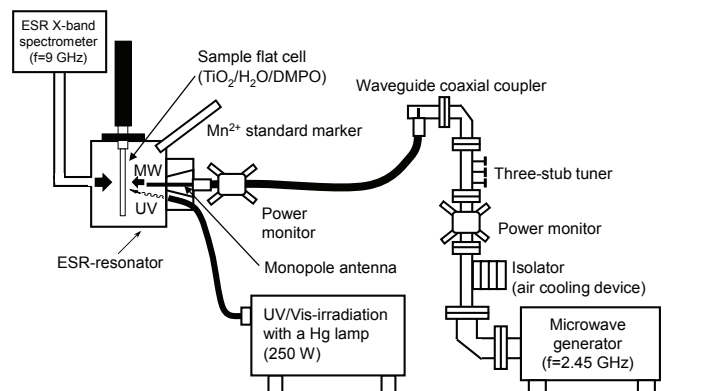 ESR X-band
spectrometer
(f=9 GHz)
Sample flat cell
(TiO₂/H₂O/DMPO)
Waveguide coaxial coupler
Mn²⁺ standard marker
MW
UV
Three-stub tuner
Power
monitor
Power monitor
ESR-resonator
Monopole antenna
Isolator
(air cooling device)
UV/Vis-irradiation
with a Hg lamp
(250 W)
Microwave
generator
(f=2.45 GHz)